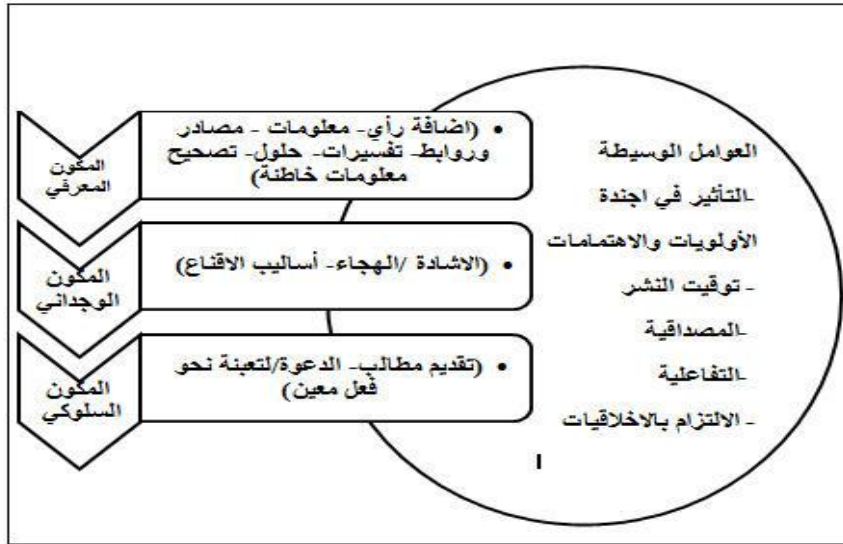 العوامل الوسيطة
-التأثير في اجندة
الأولويات والاهتمامات
- توقيت النشر
-المصداقية
-التفاعلية
- الالتزام بالاخلاقيات
ا
• (اضافة رأي- معلومات - مصادر
وروابط- تفسيرات- حلول- تصحيح
معلومات خاطئة)
المكون
المعرفي
• (الاشادة /الهجاء- أساليب الاقناع)
المكون
الوجداني
• (تقديم مطالب- الدعوة/لتعبئة نحو
فعل معين)
المكون
السلوكي